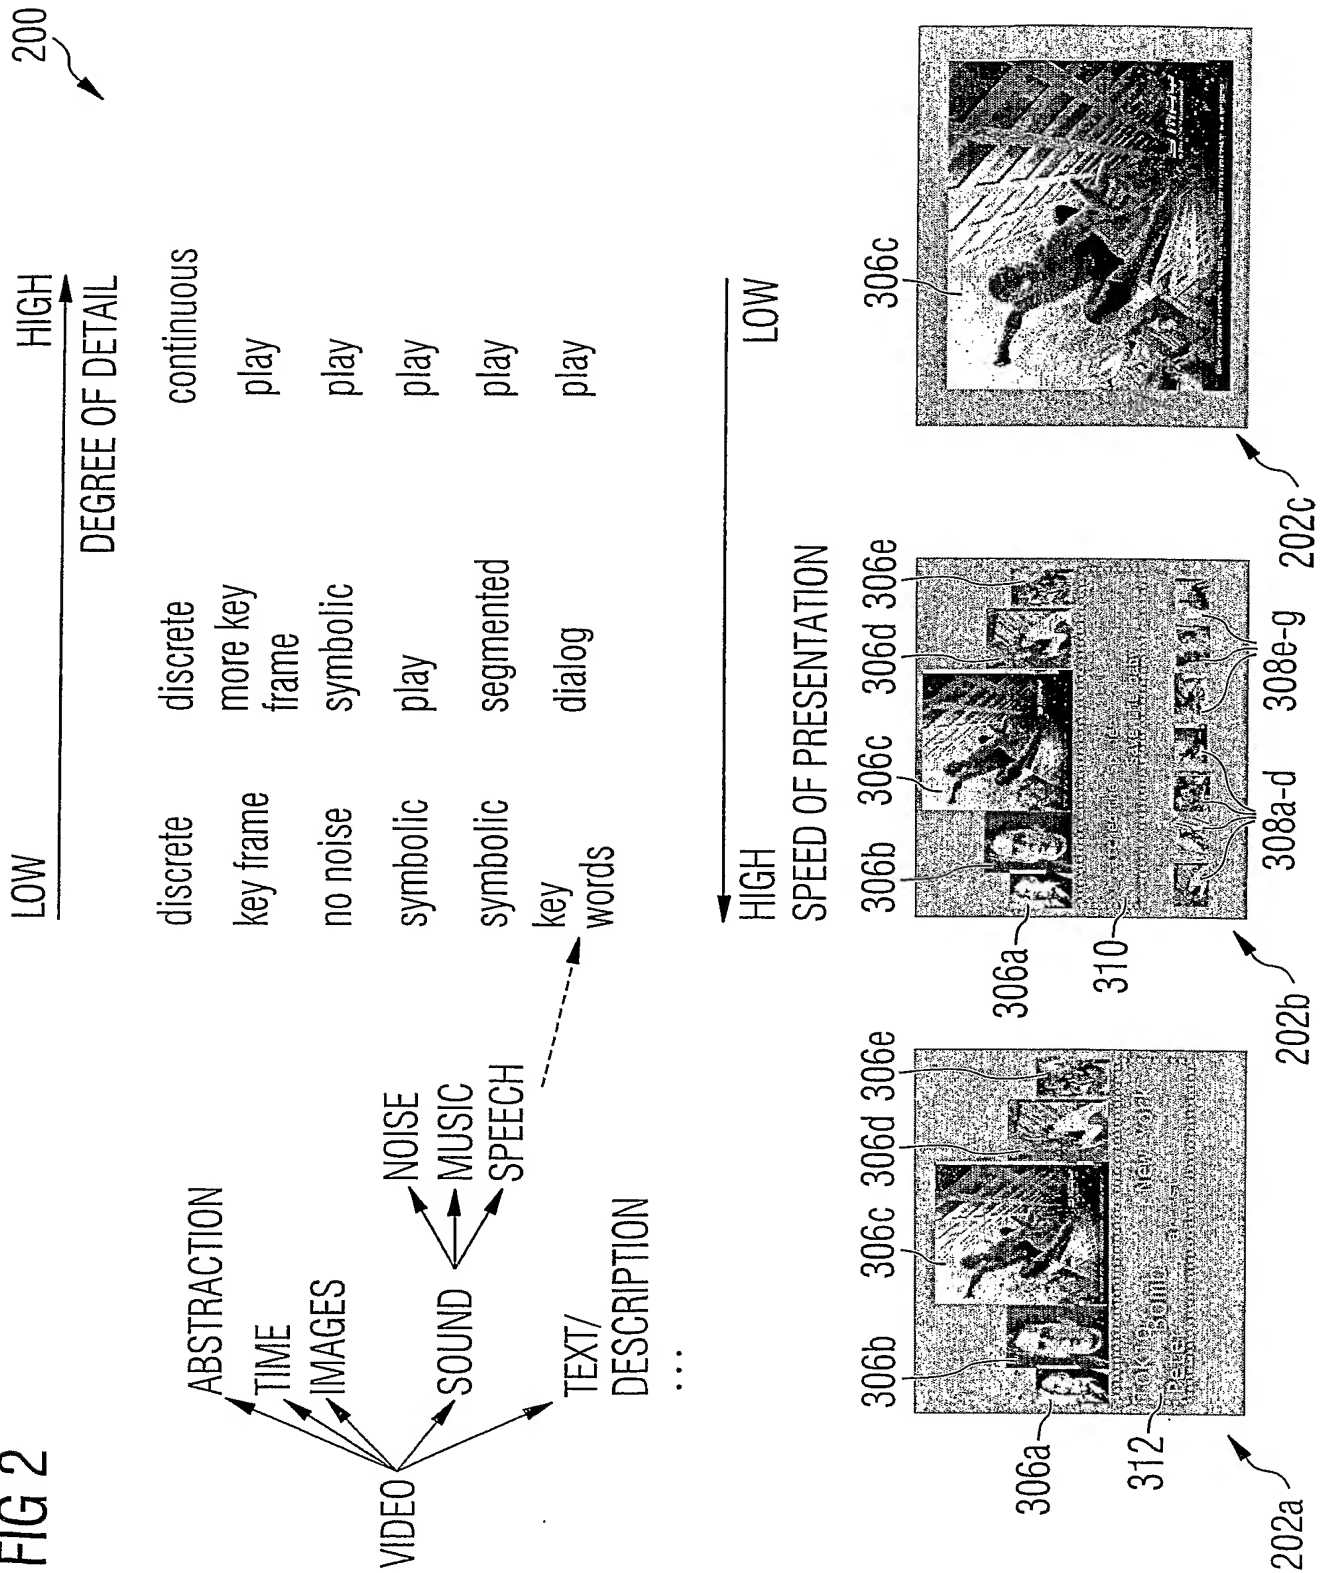 FIG 2
200
LOW HIGH
DEGREE OF DETAIL
ABSTRACTION discrete discrete continuous
TIME
IMAGES key frame more key frame play
VIDEO
NOISE no noise symbolic play
SOUND MUSIC symbolic play play
SPEECH symbolic segmented play
TEXT/
DESCRIPTION
key words dialog play
...
HIGH LOW
SPEED OF PRESENTATION
306b 306c 306d 306e
306a
312
New York
202a
306b 306c 306d 306e
306a
310
308a-d 308e-g
202b
306c
202c